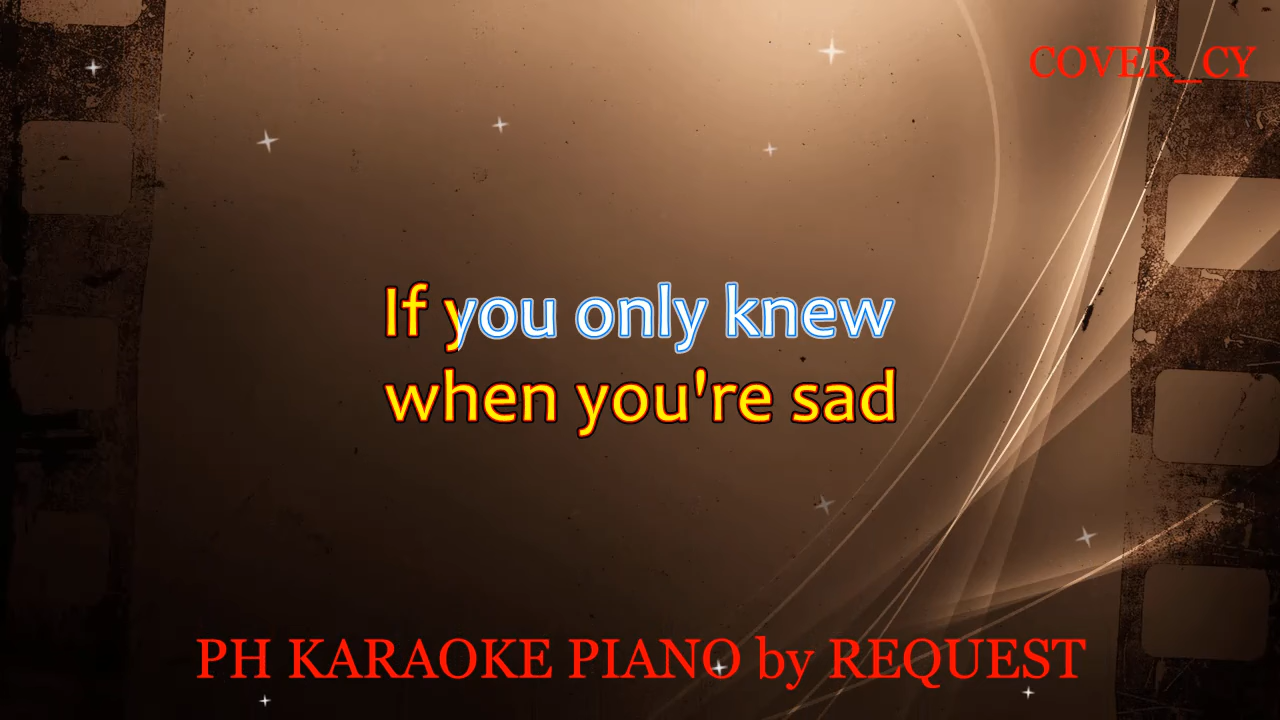 COVER_CY
If you only knew
when you're sad
PH KARAOKE PIANO by REQUEST